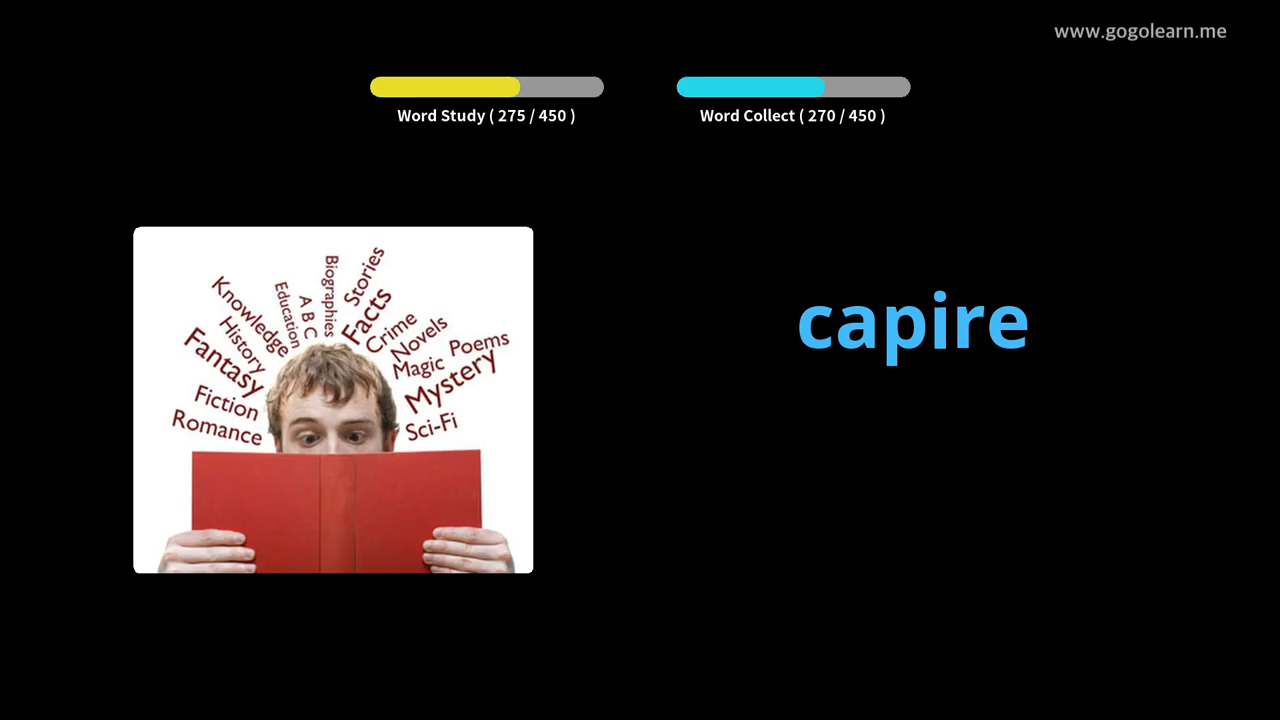 www.gogolearn.me
Word Study ( 275 / 450 )
Word Collect ( 270 / 450 )
capire
Romance
Fiction
Fantasy
History
Knowledge
Education
A B C
Biographies
Stories
Facts
Crime
Novels
Magic
Poems
Mystery
Sci-Fi